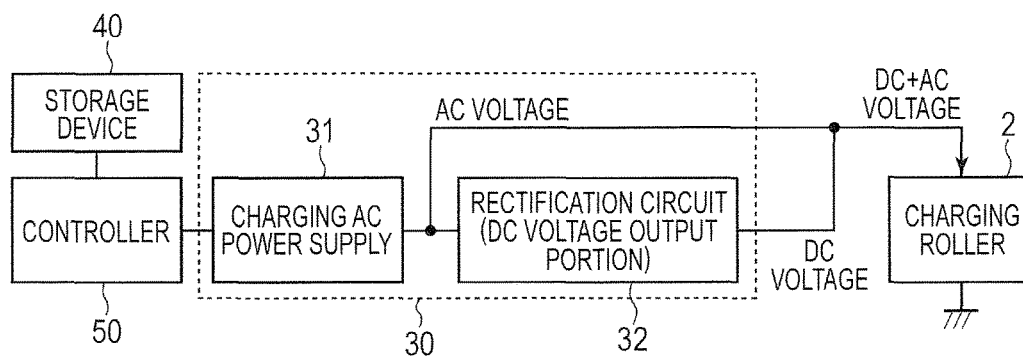 40
STORAGE
DEVICE
CONTROLLER
50
31
CHARGING AC
POWER SUPPLY
AC VOLTAGE
RECTIFICATION CIRCUIT
(DC VOLTAGE OUTPUT
PORTION)
30
32
DC+AC
VOLTAGE
DC
VOLTAGE
2
CHARGING
ROLLER